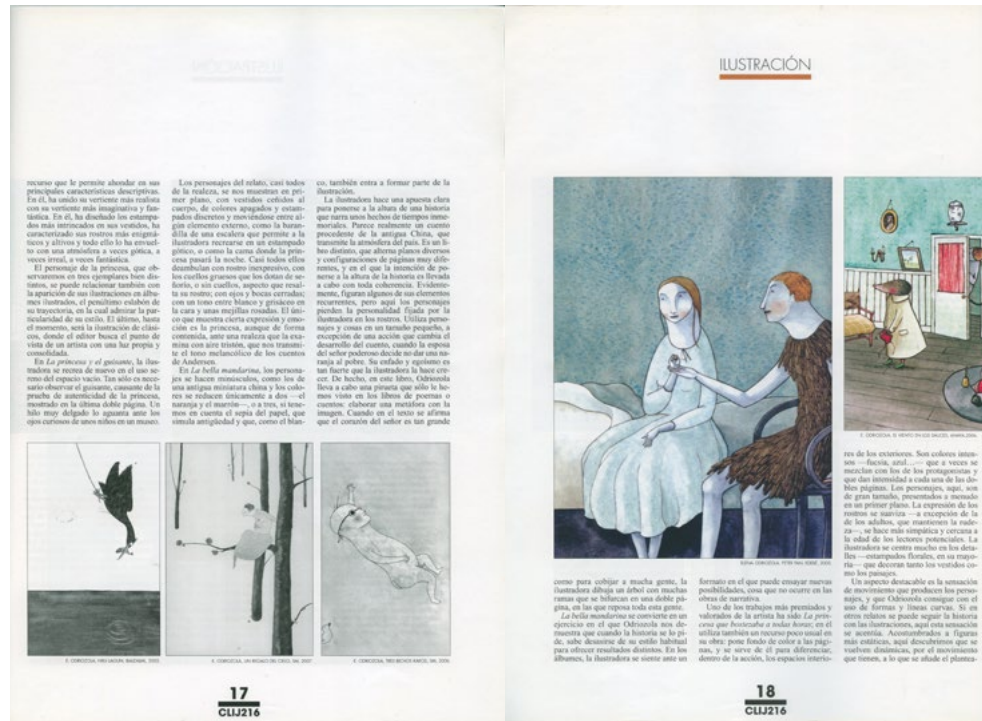 recurso que le permite ahondar en sus
principales características descriptivas.
En él, ha unido su vertiente más realista
con su vertiente más imaginativa y fan-
tástica. En él, ha diseñado los estampa-
dos más intrincados en sus vestidos, ha
caracterizado sus rostros más enigmá-
ticos y altivos y todo ello lo ha envuel-
to con una atmósfera a veces gótica, a
veces irreal, a veces fantástica.
El personaje de la princesa, que ob-
servaremos en tres ejemplares bien dis-
tintos, se puede relacionar también con
la aparición de sus ilustraciones en álbu-
mes ilustrados, el penúltimo eslabón de
su trayectoria, en la cual admirar la par-
ticularidad de su estilo. El último, hasta
el momento, será la ilustración de clási-
cos, donde el editor busca el punto de
vista de un artista con una luz propia y
consolidada.
En La princesa y el guisante, la ilus-
tradora se recrea de nuevo en el uso se-
reno del espacio vacío. Tan sólo es nece-
sario observar el guisante, causante de la
prueba de autenticidad de la princesa,
mostrado en la última doble página. Un
hilo muy delgado lo aguanta ante los
ojos curiosos de unos niños en un museo.
Los personajes del relato, casi todos
de la realeza, se nos muestran en pri-
mer plano, con vestidos ceñidos al
cuerpo, de colores apagados y estam-
pados discretos y moviéndose entre al-
gún elemento externo, como la baran-
dilla de una escalera que permite a la
ilustradora recrearse en un estampado
gótico, o como la cama donde la prin-
cesa pasará la noche. Casi todos ellos
deambulan con rostro inexpresivo, con
los cuellos gruesos que los dotan de se-
ñorío, o sin cuellos, aspecto que resal-
ta su rostro; con ojos y bocas cerradas;
con un tono entre blanco y grisáceo en
la cara y unas mejillas rosadas. El úni-
co que muestra cierta expresión y emo-
ción es la princesa, aunque de forma
contenida, ante una realeza que la exa-
mina con aire tristón, que nos transmi-
te el tono melancólico de los cuentos
de Andersen.
En La bella mandarina, los persona-
jes se hacen minúsculos, como los de
una antigua miniatura china y los colo-
res se reducen únicamente a dos —el
naranja y el marrón—, o a tres, si tene-
mos en cuenta el sepia del papel, que
simula antigüedad y que, como el blan-
co, también entra a formar parte de la
ilustración.
La ilustradora hace una apuesta clara
para ponerse a la altura de una historia
que narra unos hechos de tiempos inme-
moriales. Parece realmente un cuento
procedente de la antigua China, que
transmite la atmósfera del país. Es un li-
bro distinto, que alterna planos diversos
y configuraciones de páginas muy dife-
rentes, y en el que la intención de po-
nerse a la altura de la historia es llevada
a cabo con toda coherencia. Evidente-
mente, figuran algunos de sus elementos
recurrentes, pero aquí los personajes
pierden la personalidad fijada por la
ilustradora en los rostros. Utiliza perso-
najes y cosas en un tamaño pequeño, a
excepción de una acción que cambia el
desarrollo del cuento, cuando la esposa
del señor poderoso decide no dar una na-
ranja al pobre. Su enfado y egoísmo es
tan fuerte que la ilustradora la hace cre-
cer. De hecho, en este libro, Odriozola
lleva a cabo una pirueta que sólo le he-
mos visto en los libros de poemas o
cuentos: elaborar una metáfora con la
imagen. Cuando en el texto se afirma
que el corazón del señor es tan grande
17
CLIJ216
ILUSTRACIÓN
ELENA ODRIOZOLA, PETER PAN,
E. ODRIOZOLA, EL VIENTO EN LOS SAUCES,
como para cobijar a mucha gente, la
ilustradora dibuja un árbol con muchas
ramas que se bifurcan en una doble pá-
gina, en las que reposa toda esta gente.
La bella mandarina se convierte en un
ejercicio en el que Odriozola nos de-
muestra que cuando la historia se lo pi-
de, sabe desasirse de su estilo habitual
para ofrecer resultados distintos. En los
álbumes, la ilustradora se siente ante un
formato en el que puede ensayar nuevas
posibilidades, cosa que no ocurre en las
obras de narrativa.
Uno de los trabajos más premiados y
valorados de la artista ha sido La prin-
cesa que bostezaba a todas horas; en él
utiliza también un recurso poco usual en
su obra: pone fondo de color a las pági-
nas, y se sirve de él para diferenciar,
dentro de la acción, los espacios interio-
res de los exteriores. Son colores inten-
sos —fucsia, azul...— que a veces se
mezclan con los de los protagonistas y
que dan intensidad a cada una de las do-
bles páginas. Los personajes, aquí, son
de gran tamaño, presentados a menudo
en un primer plano. La expresión de los
rostros se suaviza —a excepción de la
de los adultos, que mantienen la rude-
za—, se hace más simpática y cercana a
la edad de los lectores potenciales. La
ilustradora se centra mucho en los deta-
lles —estampados florales, en su mayo-
ría— que decoran tanto los vestidos co-
mo los paisajes.
Un aspecto destacable es la sensación
de movimiento que producen los perso-
najes, y que Odriozola consigue con el
uso de formas y líneas curvas. Si en
otros relatos se puede seguir la historia
con las ilustraciones, aquí esta sensación
se acentúa. Acostumbrados a figuras
más estáticas, aquí descubrimos que se
vuelven dinámicas, por el movimiento
que tienen, a lo que se añade el plantea-
18
CLIJ216